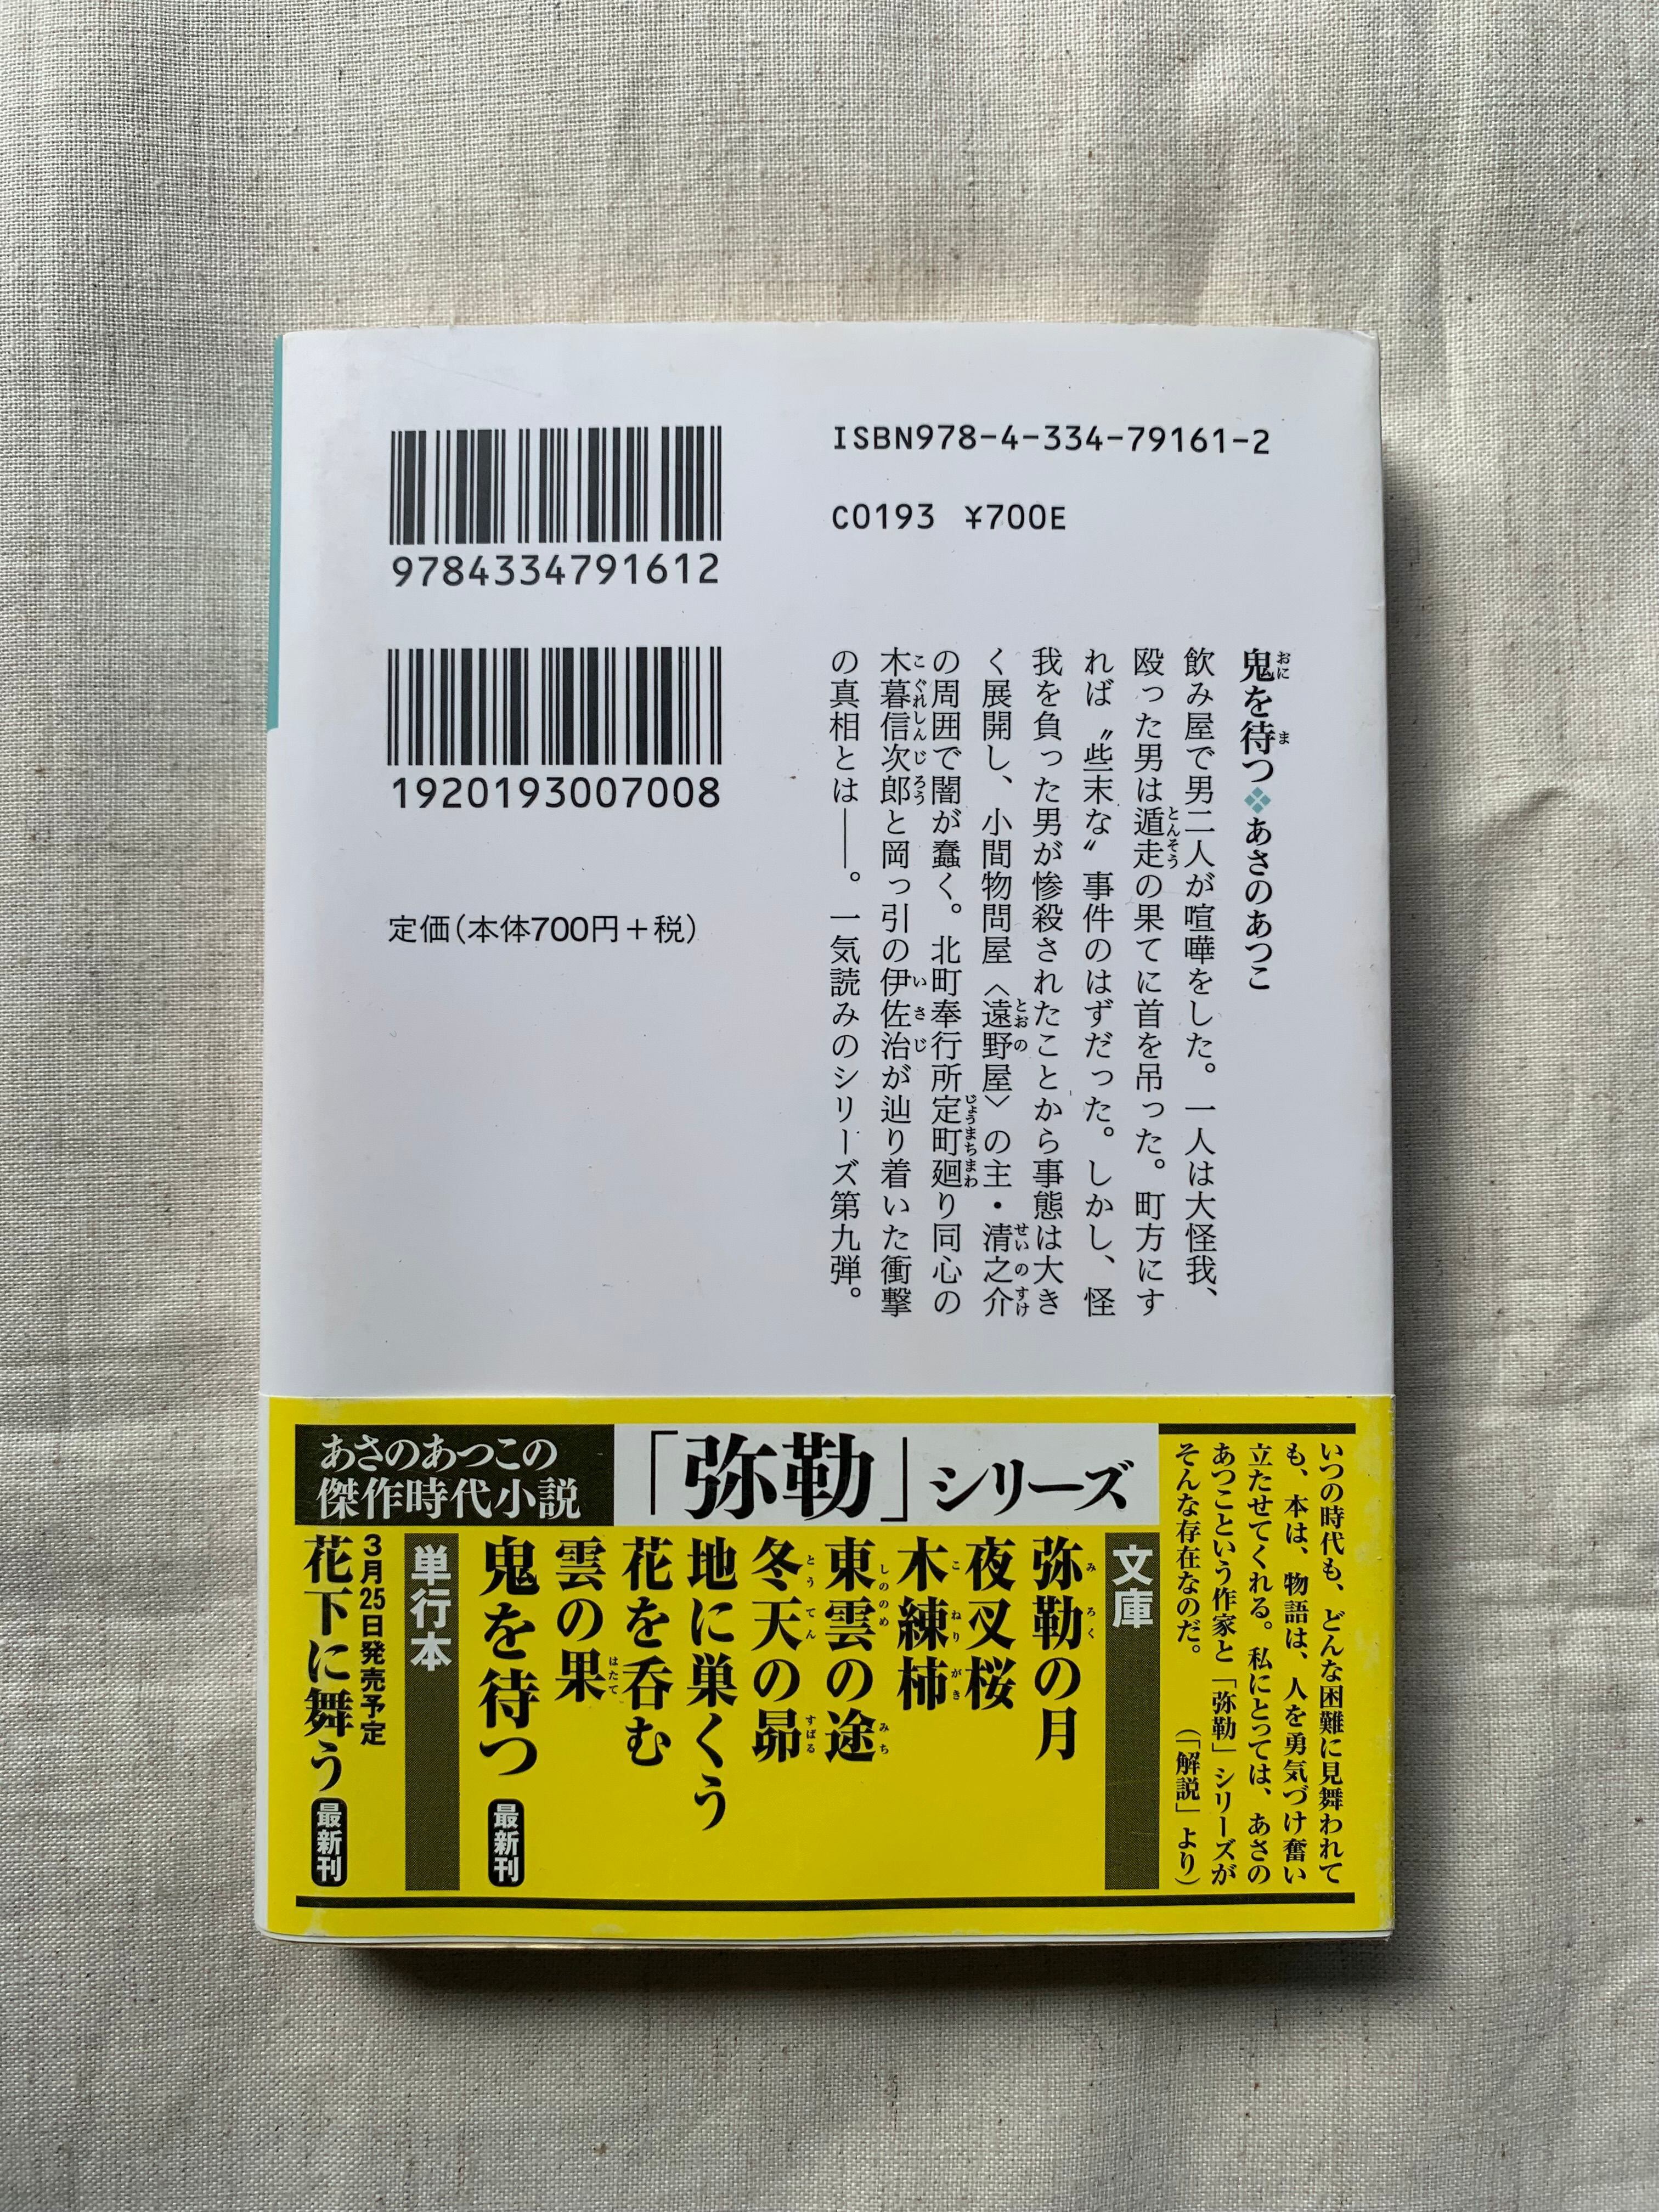 ISBN978-4-334-79161-2
C0193 ¥700E
9784334791612
1920193007008
定価(本体700円+税)
鬼を待つ❖あさのあつこ
飲み屋で男二人が喧嘩をした。一人は大怪我、
殴った男は遁走の果てに首を吊った。町方にす
れば〝些末な〟事件のはずだった。しかし、怪
我を負った男が惨殺されたことから事態は大き
く展開し、小間物問屋〈遠野屋〉の主・清之介
の周囲で闇が蠢く。北町奉行所定町廻り同心の
木暮信次郎と岡っ引の伊佐治が辿り着いた衝撃
の真相とは――。一気読みのシリーズ第九弾。
いつの時代も、どんな困難に見舞われて
も、本は、物語は、人を勇気づけ奮い
立たせてくれる。私にとっては、あさの
あつこという作家と「弥勒」シリーズが
そんな存在なのだ。(「解説」より)
あさのあつこの
傑作時代小説
「弥勒」シリーズ
文庫
弥勒の月
夜叉桜
木練柿
東雲の途
冬天の昴
地に巣くう
花を呑む
雲の果
鬼を待つ 最新刊
単行本
3月25日発売予定
花下に舞う 最新刊